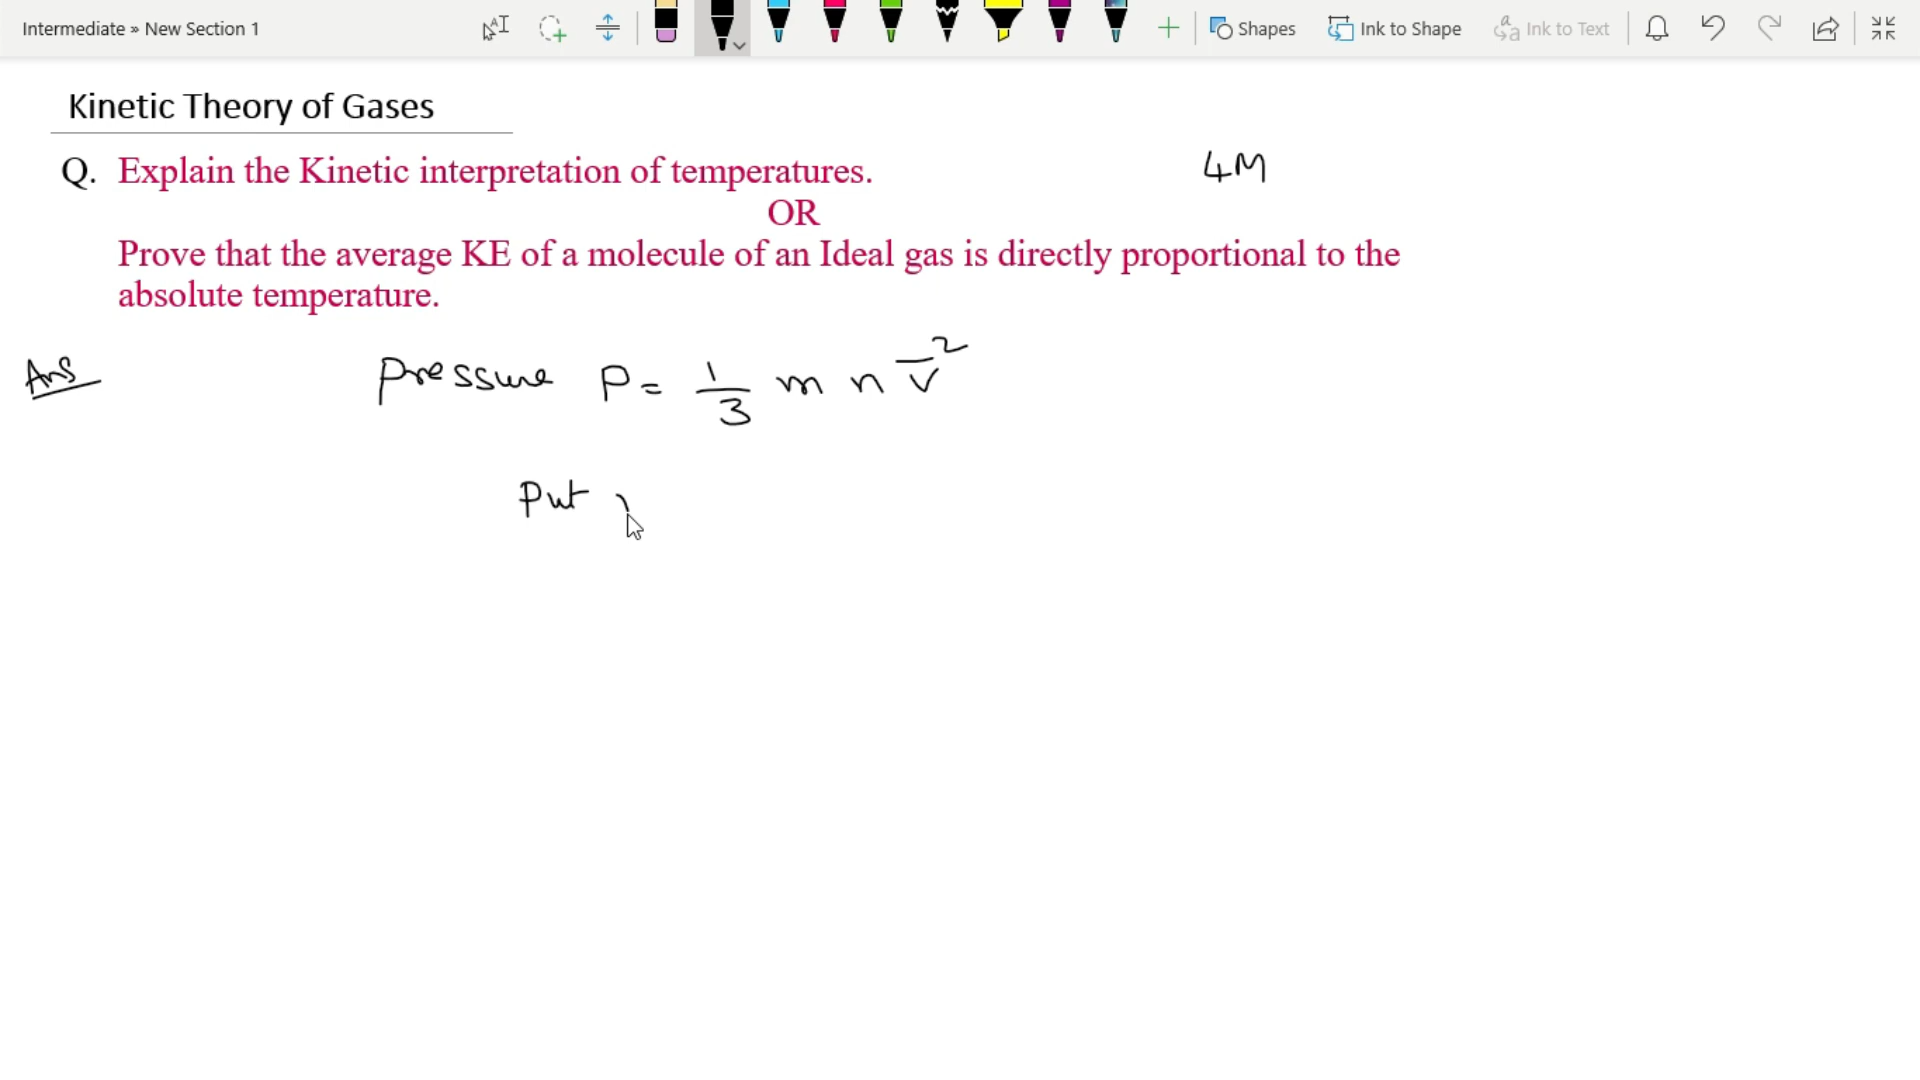 Intermediate » New Section 1
Shapes
Ink to Shape
Ink to Text
Kinetic Theory of Gases
Q. Explain the Kinetic interpretation of temperatures. 4M
OR
Prove that the average KE of a molecule of an Ideal gas is directly proportional to the
absolute temperature.
Ans Pressure P = 1/3 m n v̅²
Put